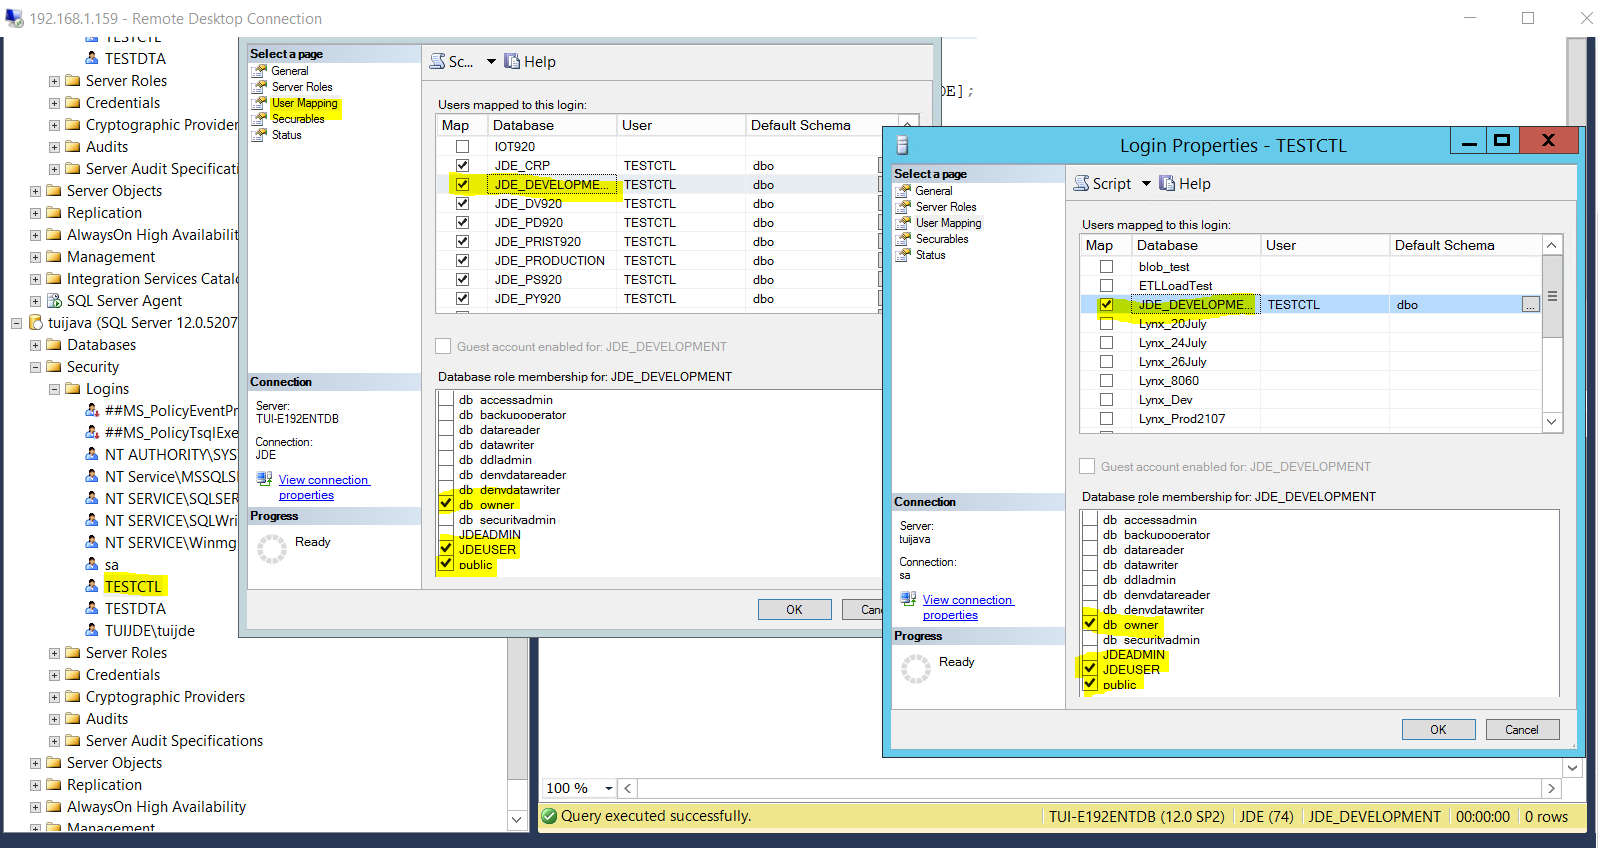 192.168.1.159 - Remote Desktop Connection
TESTCTL
TESTDTA
Server Roles
Credentials
Cryptographic Provider
Audits
Server Audit Specificati
Server Objects
Replication
AlwaysOn High Availabilit
Management
Integration Services Catalo
SQL Server Agent
tuijava (SQL Server 12.0.5207
Databases
Security
Logins
##MS_PolicyEventPr
##MS_PolicyTsqlExe
NT AUTHORITY\SYS
NT Service\MSSQLSE
NT SERVICE\SQLSER
NT SERVICE\SQLWri
NT SERVICE\Winmg
sa
TESTCTL
TESTDTA
TUIJDE\tuijde
Server Roles
Credentials
Cryptographic Providers
Audits
Server Audit Specifications
Server Objects
Replication
AlwaysOn High Availability
Management
Select a page
General
Server Roles
User Mapping
Securables
Status
Connection
Server:
TUI-E192ENTDB
Connection:
JDE
View connection
properties
Progress
Ready
Sc... Help
Users mapped to this login:
Map Database User Default Schema
IOT920
JDE_CRP TESTCTL dbo
JDE_DEVELOPME... TESTCTL dbo
JDE_DV920 TESTCTL dbo
JDE_PD920 TESTCTL dbo
JDE_PRIST920 TESTCTL dbo
JDE_PRODUCTION TESTCTL dbo
JDE_PS920 TESTCTL dbo
JDE_PY920 TESTCTL dbo
Guest account enabled for: JDE_DEVELOPMENT
Database role membership for: JDE_DEVELOPMENT
db_accessadmin
db_backupoperator
db_datareader
db_datawriter
db_ddladmin
db_denydatareader
db_denydatawriter
db_owner
db_securityadmin
JDEADMIN
JDEUSER
public
OK Canc
DE];
Login Properties - TESTCTL
Select a page
General
Server Roles
User Mapping
Securables
Status
Connection
Server:
tuijava
Connection:
sa
View connection
properties
Progress
Ready
Script Help
Users mapped to this login:
Map Database User Default Schema
blob_test
ETLLoadTest
JDE_DEVELOPME... TESTCTL dbo ...
Lynx_20July
Lynx_24July
Lynx_26July
Lynx_8060
Lynx_Dev
Lynx_Prod2107
Guest account enabled for: JDE_DEVELOPMENT
Database role membership for: JDE_DEVELOPMENT
db_accessadmin
db_backupoperator
db_datareader
db_datawriter
db_ddladmin
db_denydatareader
db_denydatawriter
db_owner
db_securityadmin
JDEADMIN
JDEUSER
public
OK Cancel
100 %
Query executed successfully. TUI-E192ENTDB (12.0 SP2) JDE (74) JDE_DEVELOPMENT 00:00:00 0 rows